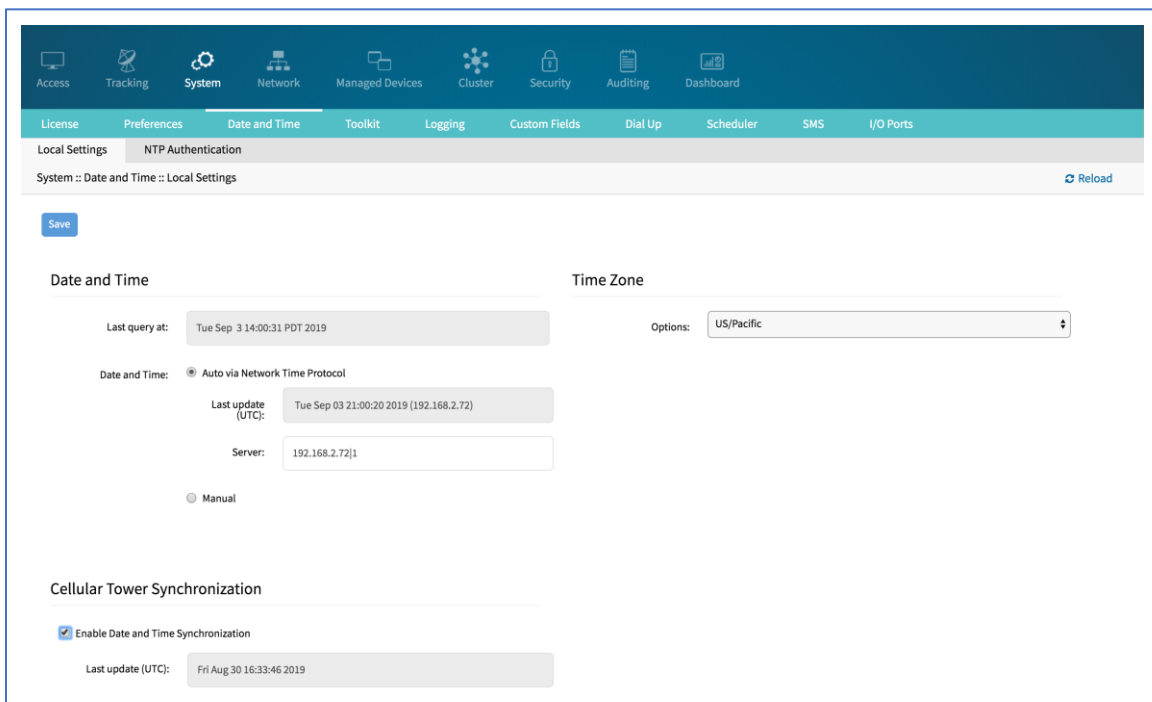 Access Tracking System Network Managed Devices Cluster Security Auditing Dashboard
License Preferences Date and Time Toolkit Logging Custom Fields Dial Up Scheduler SMS I/O Ports
Local Settings NTP Authentication
System :: Date and Time :: Local Settings Reload
Save
Date and Time Time Zone
Last query at: Tue Sep 3 14:00:31 PDT 2019 Options: US/Pacific
Date and Time: Auto via Network Time Protocol
Last update
(UTC): Tue Sep 03 21:00:20 2019 (192.168.2.72)
Server: 192.168.2.72|1
Manual
Cellular Tower Synchronization
Enable Date and Time Synchronization
Last update (UTC): Fri Aug 30 16:33:46 2019